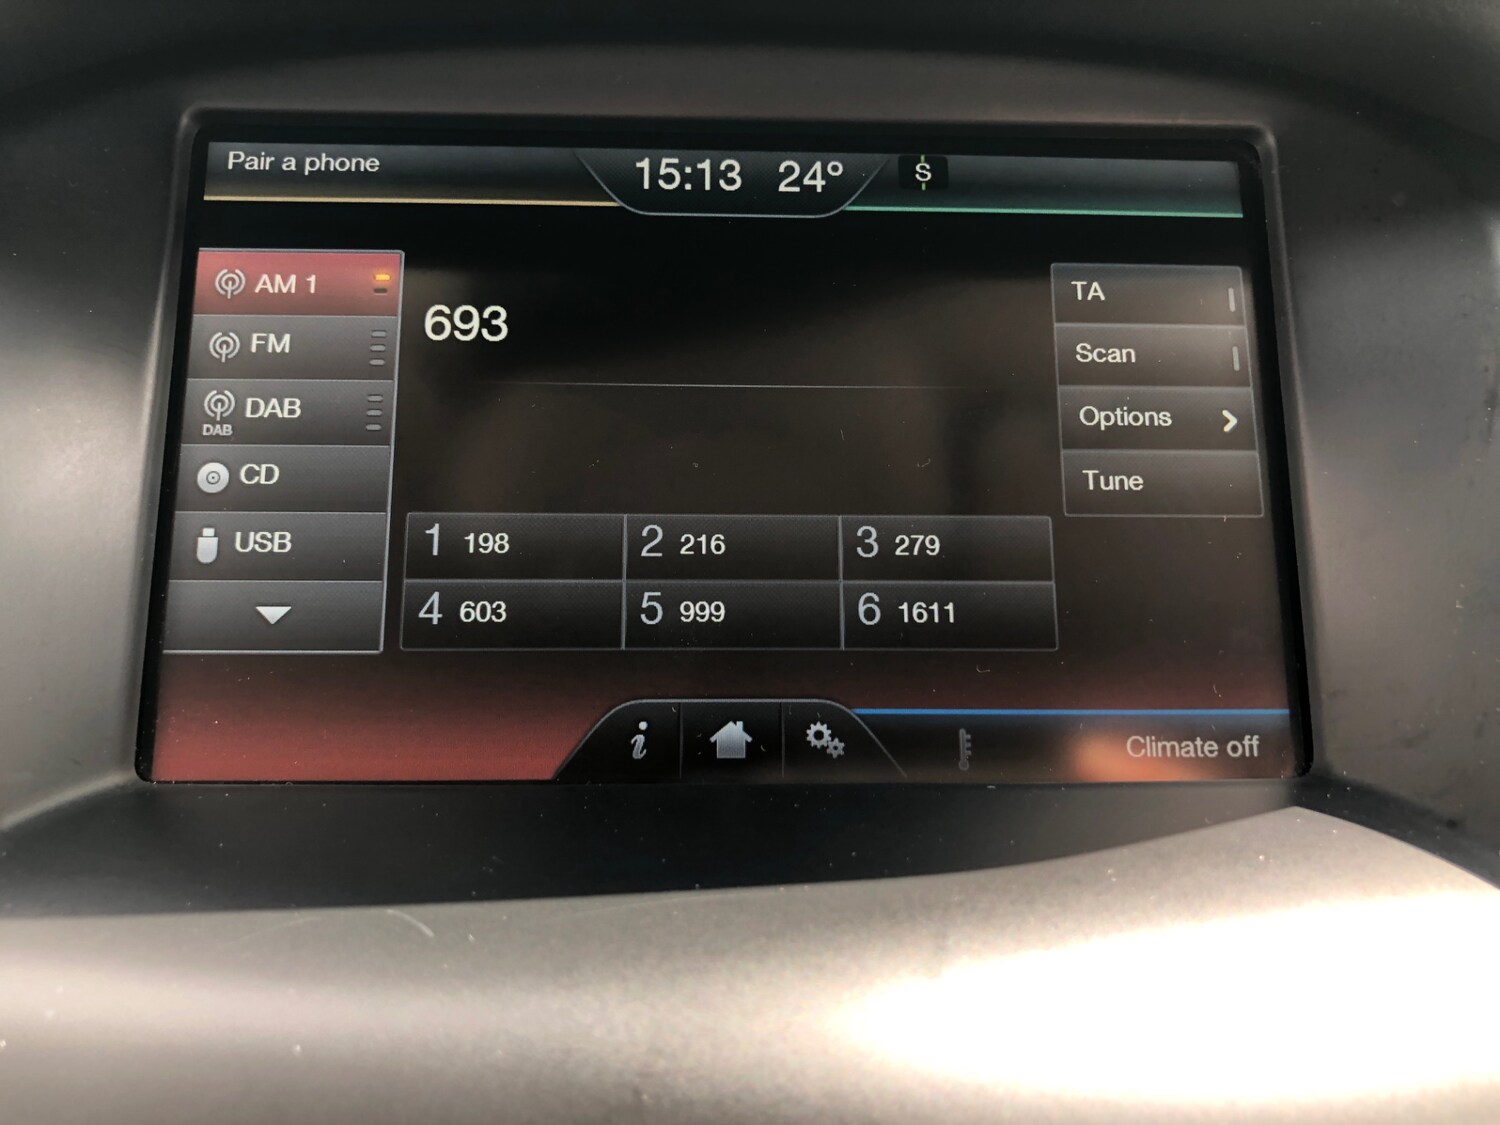 Pair a phone
15:13 24°
S
AM 1
FM
DAB
DAB
CD
USB
693
TA
Scan
Options
Tune
1 198
2 216
3 279
4 603
5 999
6 1611
i
Climate off